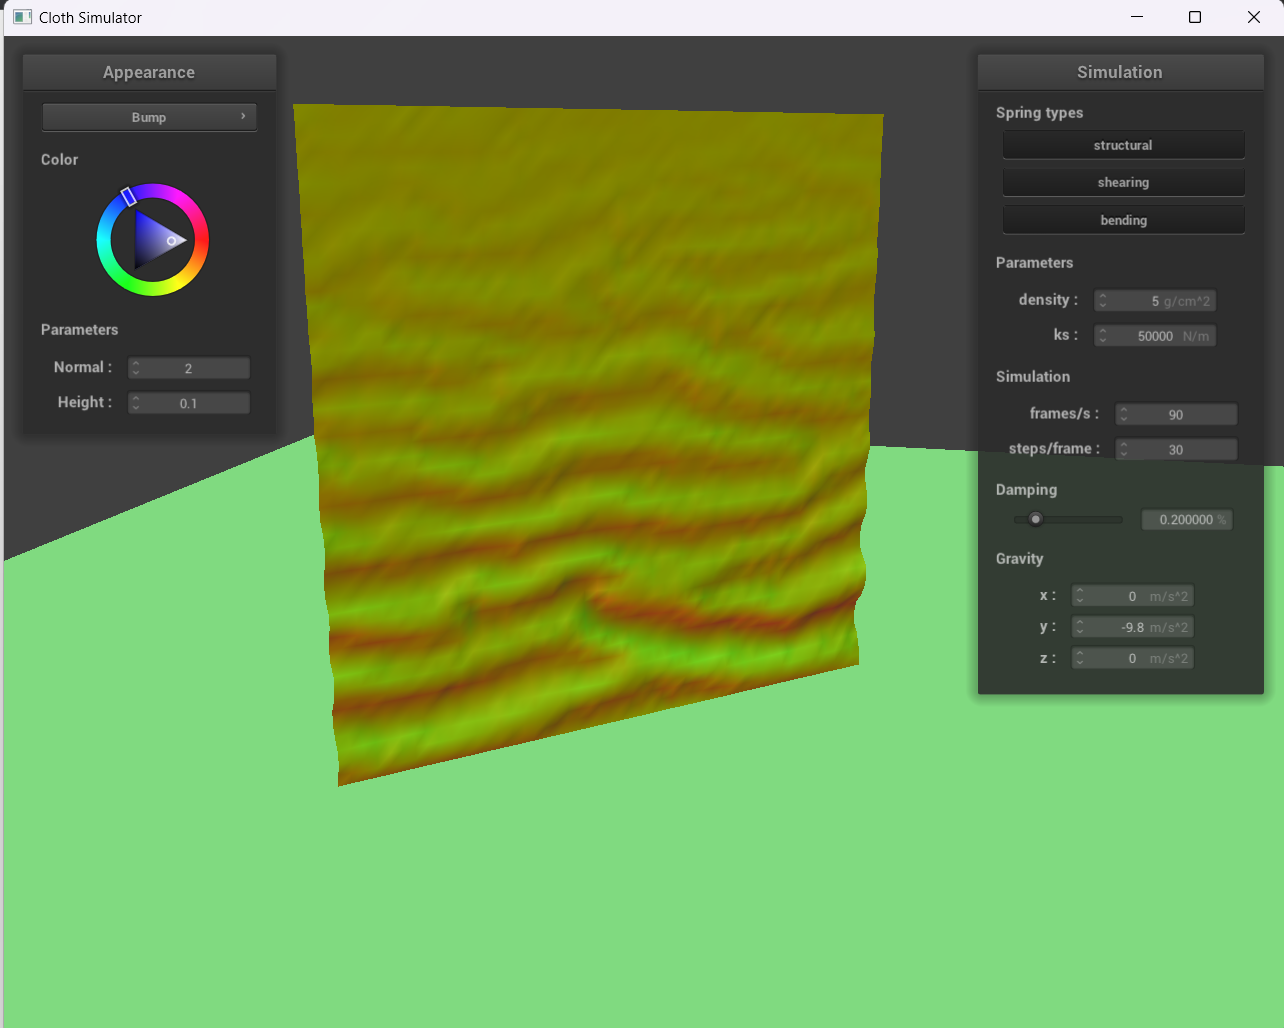 Cloth Simulator
Appearance
Bump
Color
Parameters
Normal : 2
Height : 0.1
Simulation
Spring types
structural
shearing
bending
Parameters
density : 5 g/cm^2
ks : 50000 N/m
Simulation
frames/s : 90
steps/frame : 30
Damping
0.200000 %
Gravity
x : 0 m/s^2
y : -9.8 m/s^2
z : 0 m/s^2